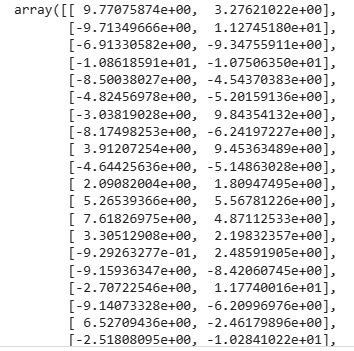 array([[ 9.77075874e+00, 3.27621022e+00],
[-9.71349666e+00, 1.12745180e+01],
[-6.91330582e+00, -9.34755911e+00],
[-1.08618591e+01, -1.07506350e+01],
[-8.50038027e+00, -4.54370383e+00],
[-4.82456978e+00, -5.20159136e+00],
[-3.03819028e+00, 9.84354132e+00],
[-8.17498253e+00, -6.24197227e+00],
[ 3.91207254e+00, 9.45363489e+00],
[-4.64425636e+00, -5.14863028e+00],
[ 2.09082004e+00, 1.80947495e+00],
[ 5.26539366e+00, 5.56781226e+00],
[ 7.61826975e+00, 4.87112533e+00],
[ 3.30512908e+00, 2.19832357e+00],
[-9.29263277e-01, 2.48591905e+00],
[-9.15936347e+00, -8.42060745e+00],
[-2.70722546e+00, 1.17740016e+01],
[-9.14073328e+00, -6.20996976e+00],
[ 6.52709436e+00, -2.46179896e+00],
[-2.51808095e+00, -1.02841022e+01],